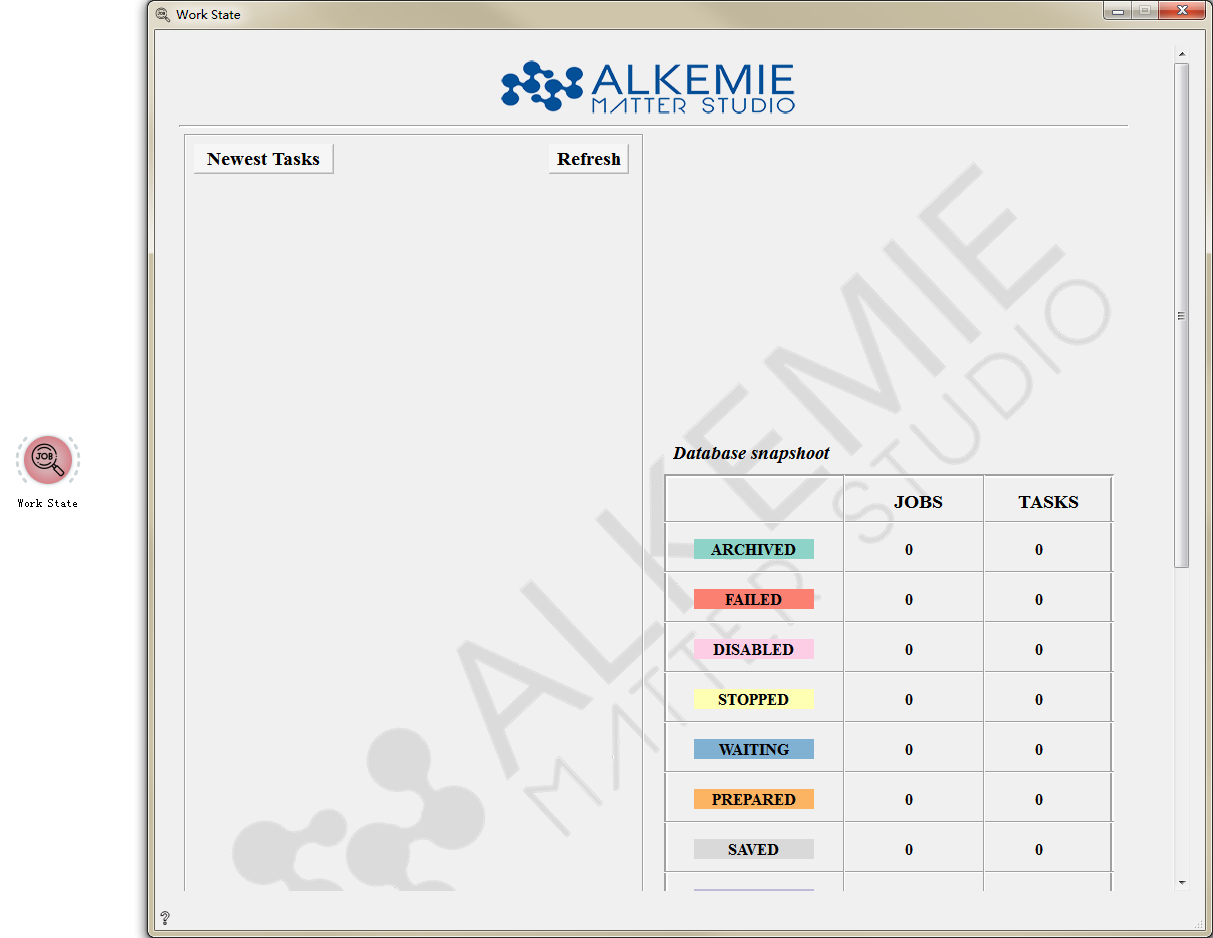 Work State
ALKEMIE
MATTER STUDIO
Newest Tasks
Refresh
JOB
Work State
Database snapshoot
JOBS TASKS
ARCHIVED 0 0
FAILED 0 0
DISABLED 0 0
STOPPED 0 0
WAITING 0 0
PREPARED 0 0
SAVED 0 0
ALKEMIE
MATTER STUDIO
?